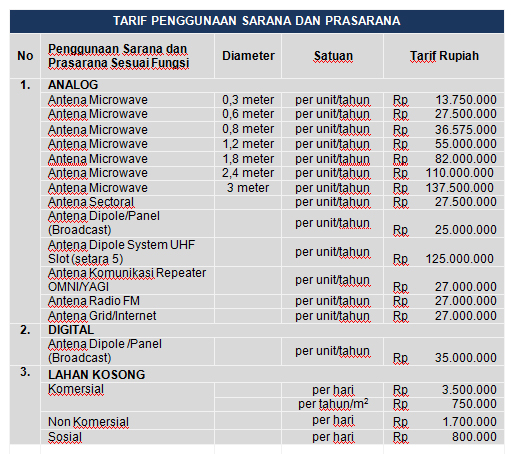 TARIF PENGGUNAAN SARANA DAN PRASARANA
No Penggunaan Sarana dan Prasarana Sesuai Fungsi Diameter Satuan Tarif Rupiah
1. ANALOG
Antena Microwave 0,3 meter per unit/tahun Rp 13.750.000
Antena Microwave 0,6 meter per unit/tahun Rp 27.500.000
Antena Microwave 0,8 meter per unit/tahun Rp 36.575.000
Antena Microwave 1,2 meter per unit/tahun Rp 55.000.000
Antena Microwave 1,8 meter per unit/tahun Rp 82.000.000
Antena Microwave 2,4 meter per unit/tahun Rp 110.000.000
Antena Microwave 3 meter per unit/tahun Rp 137.500.000
Antena Sectoral per unit/tahun Rp 27.500.000
Antena Dipole/Panel
(Broadcast) per unit/tahun Rp 25.000.000
Antena Dipole System UHF
Slot (setara 5) per unit/tahun Rp 125.000.000
Antena Komunikasi Repeater
OMNI/YAGI per unit/tahun Rp 27.000.000
Antena Radio FM per unit/tahun Rp 27.000.000
Antena Grid/Internet per unit/tahun Rp 27.000.000
2. DIGITAL
Antena Dipole /Panel
(Broadcast) per unit/tahun Rp 35.000.000
3. LAHAN KOSONG
Komersial per hari Rp 3.500.000
per tahun/m² Rp 750.000
Non Komersial per hari Rp 1.700.000
Sosial per hari Rp 800.000